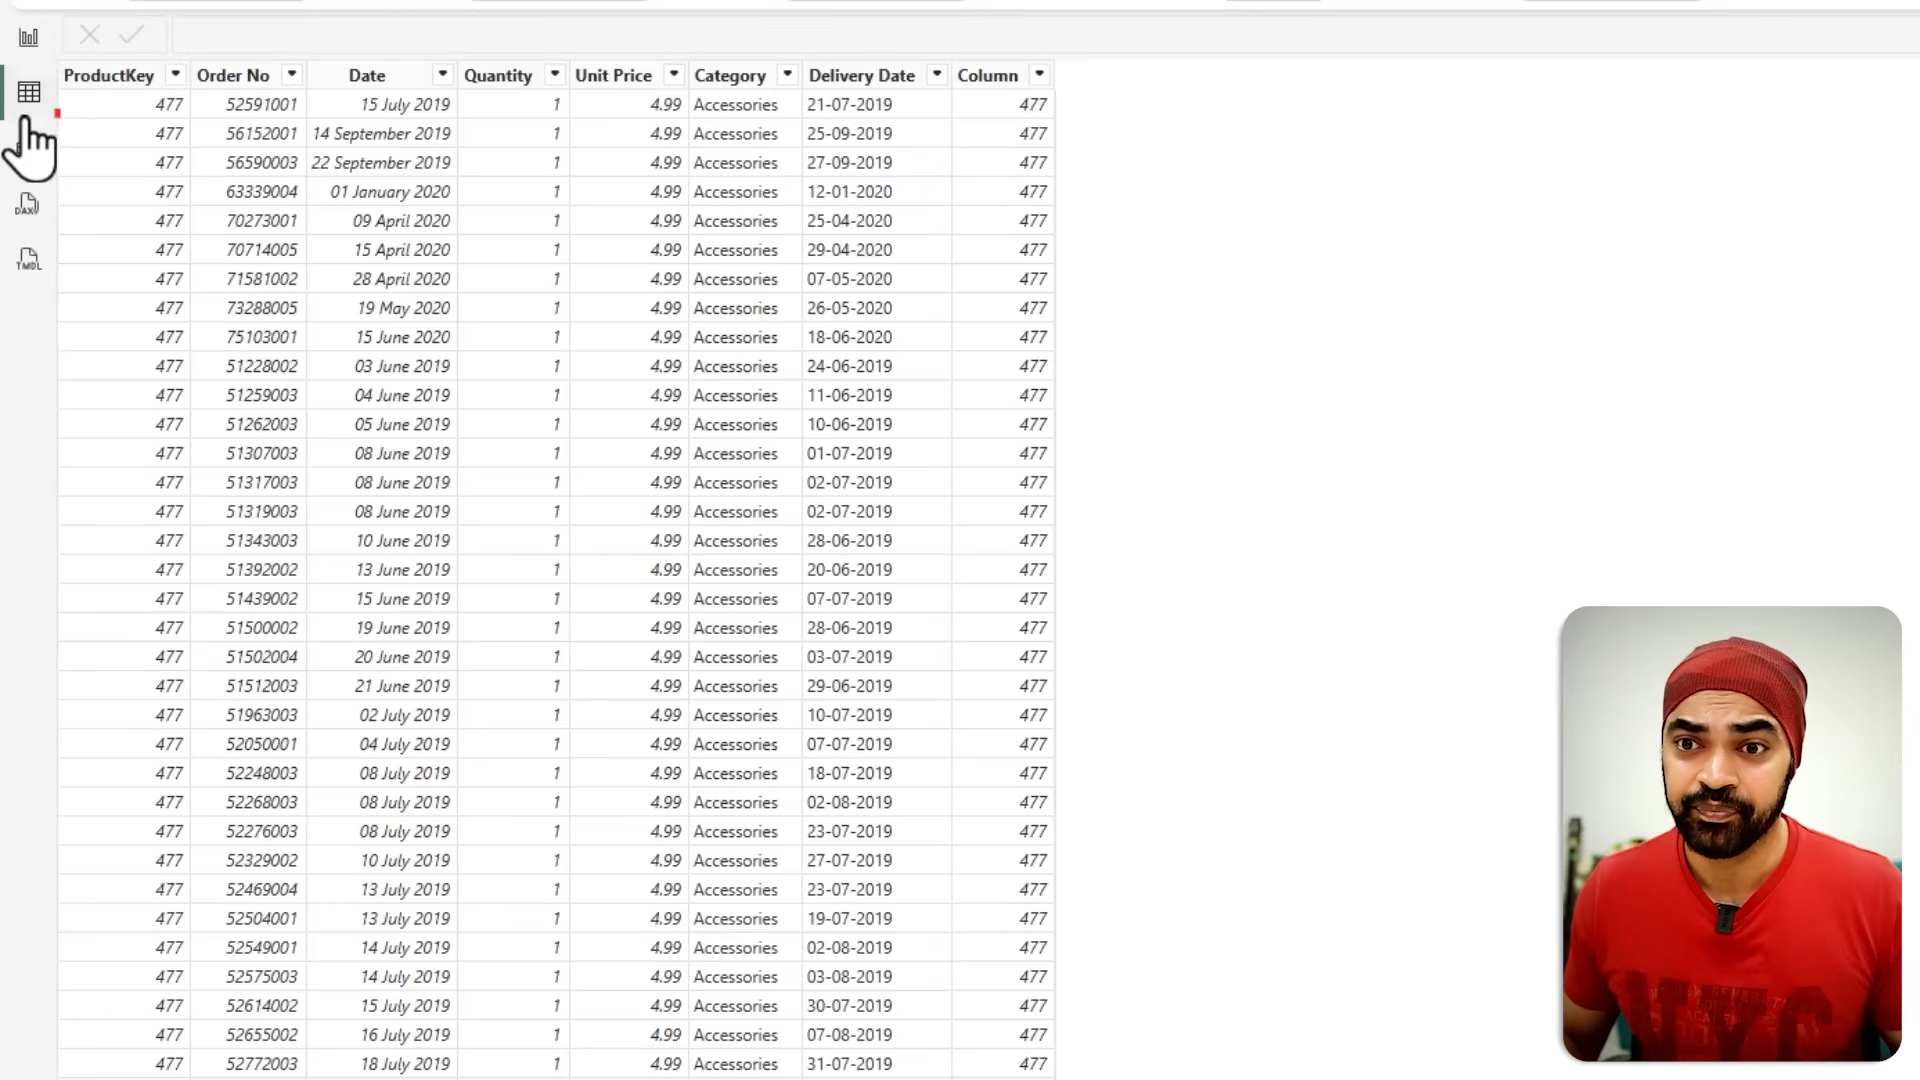 ProductKey Order No Date Quantity Unit Price Category Delivery Date Column
477 52591001 15 July 2019 1 4.99 Accessories 21-07-2019 477
477 56152001 14 September 2019 1 4.99 Accessories 25-09-2019 477
477 56590003 22 September 2019 1 4.99 Accessories 27-09-2019 477
477 63339004 01 January 2020 1 4.99 Accessories 12-01-2020 477
DAX 477 70273001 09 April 2020 1 4.99 Accessories 25-04-2020 477
477 70714005 15 April 2020 1 4.99 Accessories 29-04-2020 477
TMDL 477 71581002 28 April 2020 1 4.99 Accessories 07-05-2020 477
477 73288005 19 May 2020 1 4.99 Accessories 26-05-2020 477
477 75103001 15 June 2020 1 4.99 Accessories 18-06-2020 477
477 51228002 03 June 2019 1 4.99 Accessories 24-06-2019 477
477 51259003 04 June 2019 1 4.99 Accessories 11-06-2019 477
477 51262003 05 June 2019 1 4.99 Accessories 10-06-2019 477
477 51307003 08 June 2019 1 4.99 Accessories 01-07-2019 477
477 51317003 08 June 2019 1 4.99 Accessories 02-07-2019 477
477 51319003 08 June 2019 1 4.99 Accessories 02-07-2019 477
477 51343003 10 June 2019 1 4.99 Accessories 28-06-2019 477
477 51392002 13 June 2019 1 4.99 Accessories 20-06-2019 477
477 51439002 15 June 2019 1 4.99 Accessories 07-07-2019 477
477 51500002 19 June 2019 1 4.99 Accessories 28-06-2019 477
477 51502004 20 June 2019 1 4.99 Accessories 03-07-2019 477
477 51512003 21 June 2019 1 4.99 Accessories 29-06-2019 477
477 51963003 02 July 2019 1 4.99 Accessories 10-07-2019 477
477 52050001 04 July 2019 1 4.99 Accessories 07-07-2019 477
477 52248003 08 July 2019 1 4.99 Accessories 18-07-2019 477
477 52268003 08 July 2019 1 4.99 Accessories 02-08-2019 477
477 52276003 08 July 2019 1 4.99 Accessories 23-07-2019 477
477 52329002 10 July 2019 1 4.99 Accessories 27-07-2019 477
477 52469004 13 July 2019 1 4.99 Accessories 23-07-2019 477
477 52504001 13 July 2019 1 4.99 Accessories 19-07-2019 477
477 52549001 14 July 2019 1 4.99 Accessories 02-08-2019 477
477 52575003 14 July 2019 1 4.99 Accessories 03-08-2019 477
477 52614002 15 July 2019 1 4.99 Accessories 30-07-2019 477
477 52655002 16 July 2019 1 4.99 Accessories 07-08-2019 477
477 52772003 18 July 2019 1 4.99 Accessories 31-07-2019 477